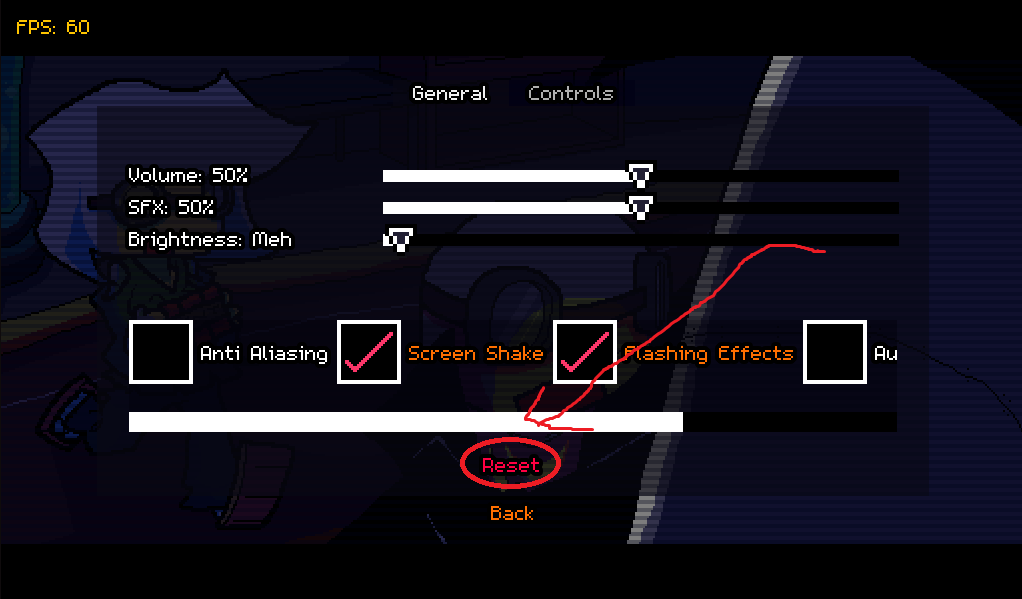 FPS: 60
General Controls
Volume: 50%
SFX: 50%
Brightness: Meh
Anti Aliasing Screen Shake Flashing Effects Au
Reset
Back